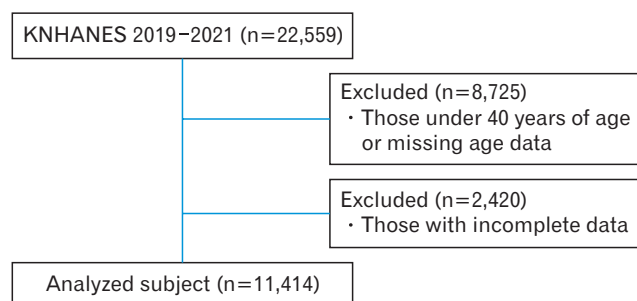 KNHANES 2019–2021 (n=22,559)
Excluded (n=8,725)
· Those under 40 years of age
or missing age data
Excluded (n=2,420)
· Those with incomplete data
Analyzed subject (n=11,414)